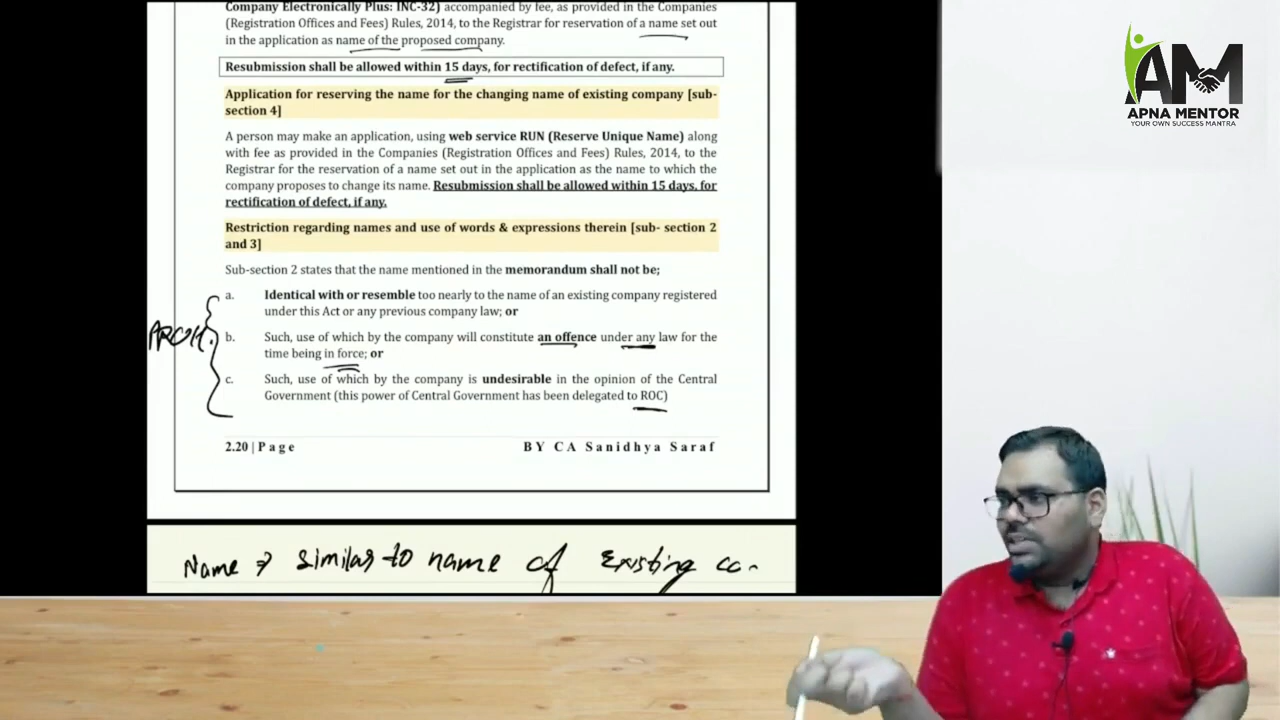 Company Electronically Plus: INC-32) accompanied by fee, as provided in the Companies
(Registration Offices and Fees) Rules, 2014, to the Registrar for reservation of a name set out
in the application as name of the proposed company.
Resubmission shall be allowed within 15 days, for rectification of defect, if any.
Application for reserving the name for the changing name of existing company [sub-
section 4]
A person may make an application, using web service RUN (Reserve Unique Name) along
with fee as provided in the Companies (Registration Offices and Fees) Rules, 2014, to the
Registrar for the reservation of a name set out in the application as the name to which the
company proposes to change its name. Resubmission shall be allowed within 15 days, for
rectification of defect, if any.
Restriction regarding names and use of words & expressions therein [sub- section 2
and 3]
Sub-section 2 states that the name mentioned in the memorandum shall not be;
a. Identical with or resemble too nearly to the name of an existing company registered
under this Act or any previous company law; or
b. Such, use of which by the company will constitute an offence under any law for the
time being in force; or
c. Such, use of which by the company is undesirable in the opinion of the Central
Government (this power of Central Government has been delegated to ROC)
2.20 | Page BY CA Sanidhya Saraf
Name → Similar to name of Existing co -
AM
APNA MENTOR
YOUR OWN SUCCESS MANTRA